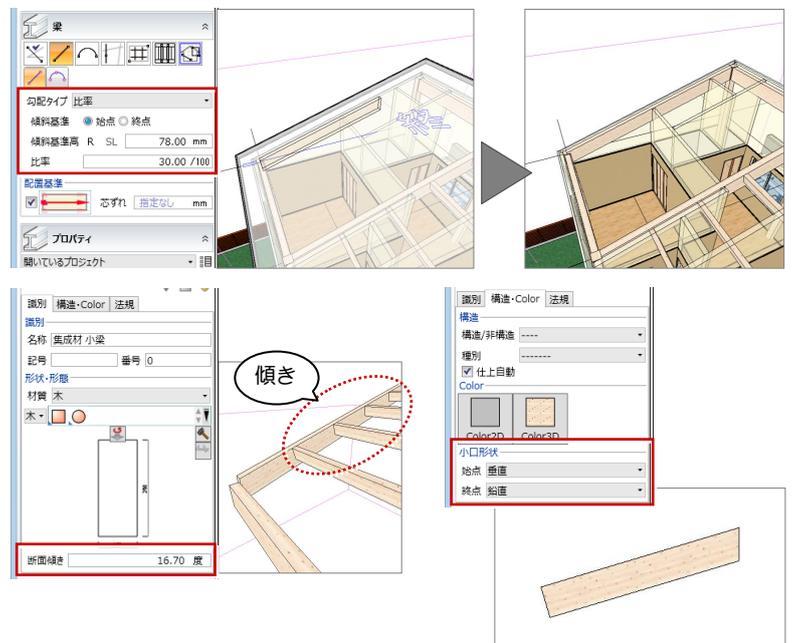 梁
勾配タイプ 比率
傾斜基準 始点 終点
傾斜基準高 R SL 78.00 mm
比率 30.00 /100
配置基準
芯ずれ 指定なし mm
プロパティ
開いているプロジェクト
識別 構造・Color 法規
識別
名称 集成材 小梁
記号 番号 0
形状・形態
材質 木
木
断面傾き 16.70 度
傾き
識別 構造・Color 法規
構造
構造/非構造 ----
種別 -------
仕上自動
Color
Color2D Color3D
小口形状
始点 垂直
終点 鉛直